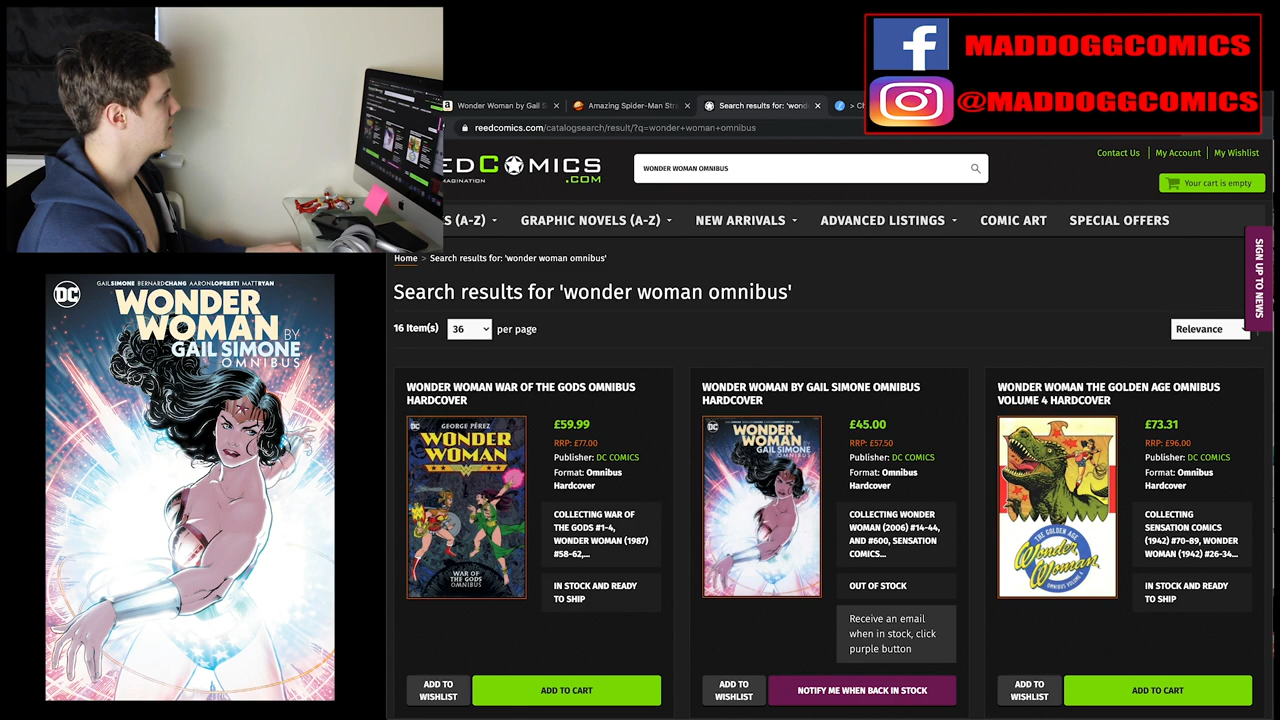 MADDOGGCOMICS
@MADDOGGCOMICS
Wonder Woman by Gail S
Amazing Spider-Man Stra
Search results for: 'wond
reedcomics.com/catalogsearch/result/?q=wonder+woman+omnibus
Contact Us
My Account
My Wishlist
EDCOMICS
.COM
WONDER WOMAN OMNIBUS
Your cart is empty
S (A-Z)
GRAPHIC NOVELS (A-Z)
NEW ARRIVALS
ADVANCED LISTINGS
COMIC ART
SPECIAL OFFERS
SIGN UP TO NEWS
Home > Search results for: 'wonder woman omnibus'
Search results for 'wonder woman omnibus'
16 Item(s)
36
per page
Relevance
DC
GAIL SIMONE BERNARD CHANG AARON LOPRESTI MATT RYAN
WONDER
WOMAN BY
GAIL SIMONE
OMNIBUS
WONDER WOMAN WAR OF THE GODS OMNIBUS
HARDCOVER
GEORGE PÉREZ
WONDER
WOMAN
WAR OF
THE GODS
OMNIBUS
£59.99
RRP: £77.00
Publisher: DC COMICS
Format: Omnibus
Hardcover
COLLECTING WAR OF
THE GODS #1-4,
WONDER WOMAN (1987)
#58-62,...
IN STOCK AND READY
TO SHIP
ADD TO
WISHLIST
ADD TO CART
WONDER WOMAN BY GAIL SIMONE OMNIBUS
HARDCOVER
WONDER
WOMAN BY
GAIL SIMONE
OMNIBUS
£45.00
RRP: £57.50
Publisher: DC COMICS
Format: Omnibus
Hardcover
COLLECTING WONDER
WOMAN (2006) #14-44,
AND #600, SENSATION
COMICS...
OUT OF STOCK
Receive an email
when in stock, click
purple button
ADD TO
WISHLIST
NOTIFY ME WHEN BACK IN STOCK
WONDER WOMAN THE GOLDEN AGE OMNIBUS
VOLUME 4 HARDCOVER
THE GOLDEN AGE
Wonder
Woman
OMNIBUS VOLUME 4
£73.31
RRP: £96.00
Publisher: DC COMICS
Format: Omnibus
Hardcover
COLLECTING
SENSATION COMICS
(1942) #70-89, WONDER
WOMAN (1942) #26-34...
IN STOCK AND READY
TO SHIP
ADD TO
WISHLIST
ADD TO CART